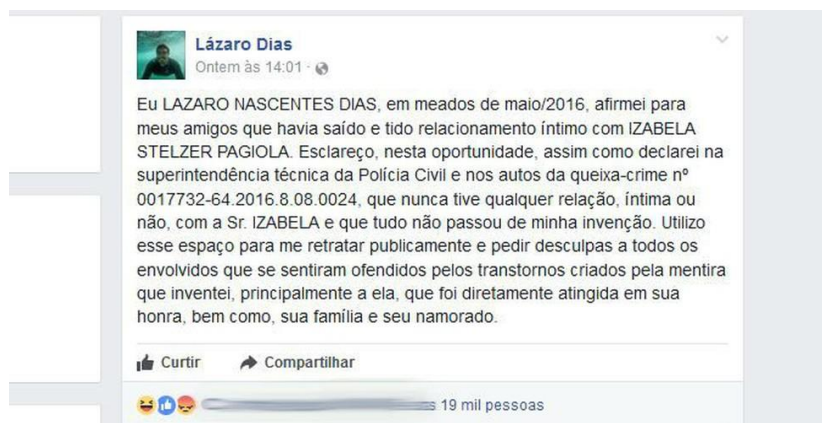 Lázaro Dias
Ontem às 14:01 ·
Eu LAZARO NASCENTES DIAS, em meados de maio/2016, afirmei para
meus amigos que havia saído e tido relacionamento íntimo com IZABELA
STELZER PAGIOLA. Esclareço, nesta oportunidade, assim como declarei na
superintendência técnica da Polícia Civil e nos autos da queixa-crime nº
0017732-64.2016.8.08.0024, que nunca tive qualquer relação, íntima ou
não, com a Sr. IZABELA e que tudo não passou de minha invenção. Utilizo
esse espaço para me retratar publicamente e pedir desculpas a todos os
envolvidos que se sentiram ofendidos pelos transtornos criados pela mentira
que inventei, principalmente a ela, que foi diretamente atingida em sua
honra, bem como, sua família e seu namorado.
Curtir Compartilhar
19 mil pessoas